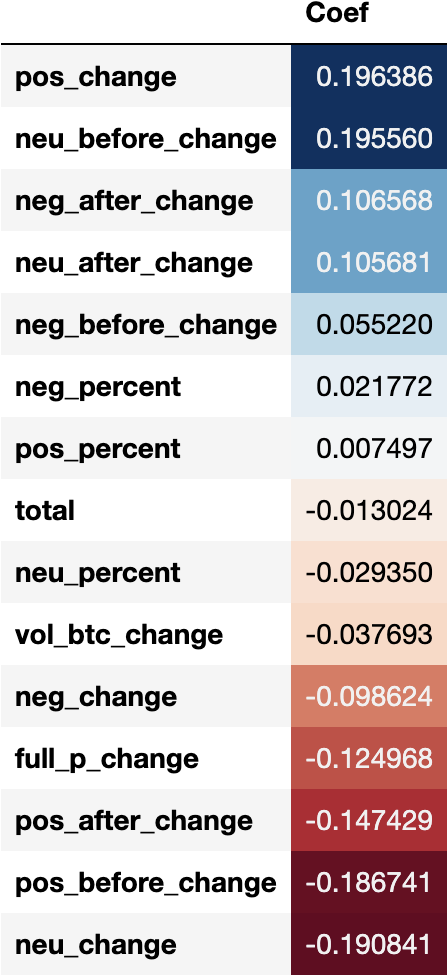 Coef
pos_change 0.196386
neu_before_change 0.195560
neg_after_change 0.106568
neu_after_change 0.105681
neg_before_change 0.055220
neg_percent 0.021772
pos_percent 0.007497
total -0.013024
neu_percent -0.029350
vol_btc_change -0.037693
neg_change -0.098624
full_p_change -0.124968
pos_after_change -0.147429
pos_before_change -0.186741
neu_change -0.190841